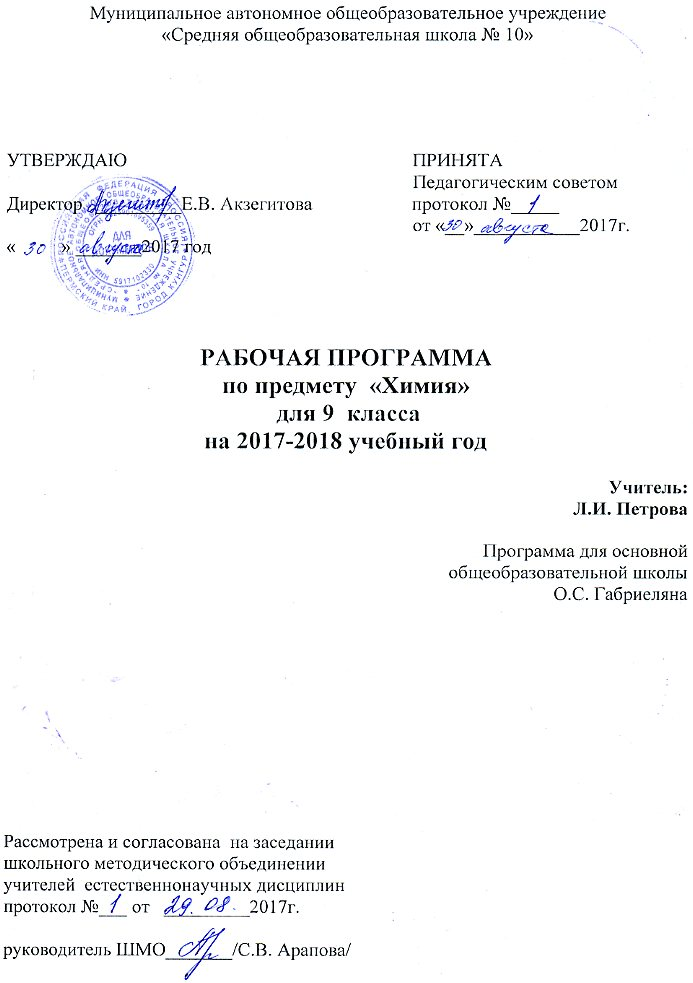 Муниципальное автономное общеобразовательное учреждение
«Средняя общеобразовательная школа № 10»
УТВЕРЖДАЮ
Директор Е.В. Акзегитова
« 30 » августа 2017 год
ПРИНЯТА
Педагогическим советом
протокол № 1
от «30» августа 2017г.
РАБОЧАЯ ПРОГРАММА
по предмету «Химия»
для 9 класса
на 2017-2018 учебный год
Учитель:
Л.И. Петрова
Программа для основной
общеобразовательной школы
О.С. Габриеляна
Рассмотрена и согласована на заседании
школьного методического объединении
учителей естественнонаучных дисциплин
протокол № 1 от 29.08 2017г.
руководитель ШМО /С.В. Арапова/